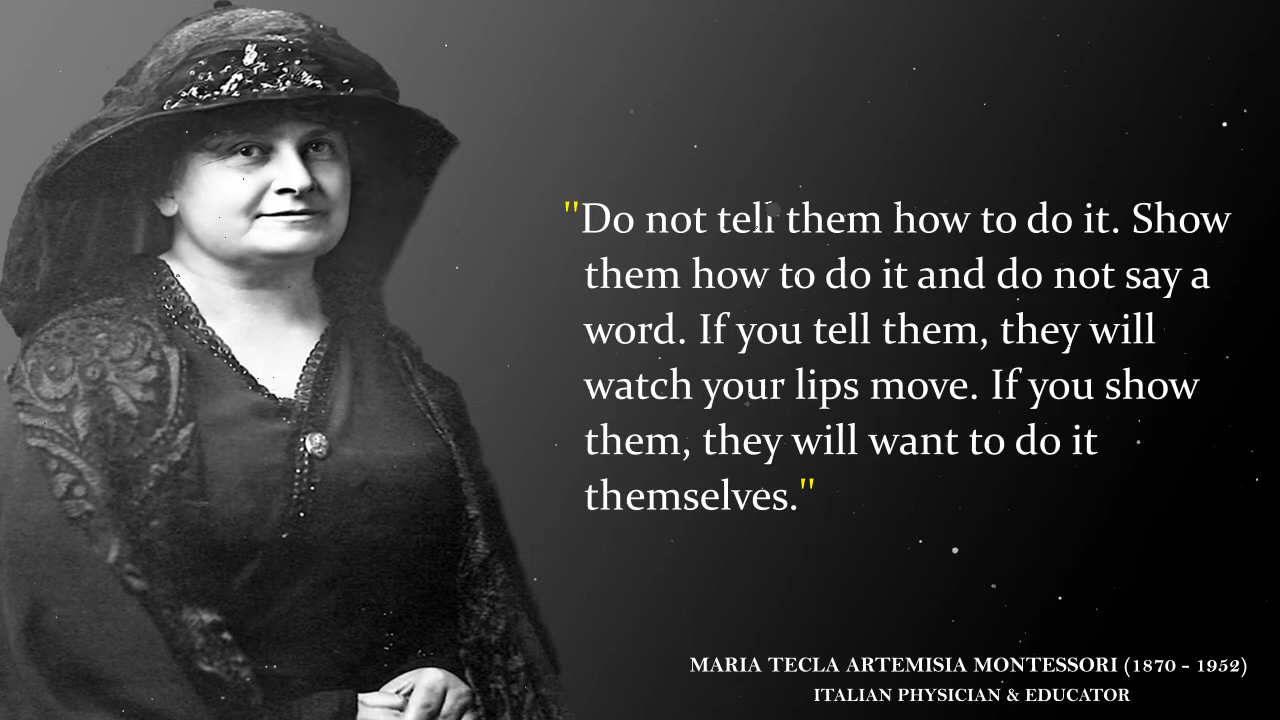 "Do not tell them how to do it. Show
them how to do it and do not say a
word. If you tell them, they will
watch your lips move. If you show
them, they will want to do it
themselves."
MARIA TECLA ARTEMISIA MONTESSORI (1870 - 1952)
ITALIAN PHYSICIAN & EDUCATOR